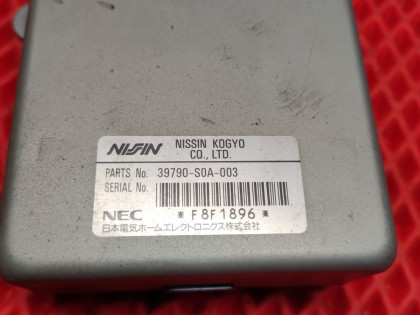 NISSIN NISSIN KOGYO
CO., LTD.
PARTS No. 39790-S0A-003
SERIAL No.
NEC * F8F1896 *
日本電気ホームエレクトロニクス株式会社